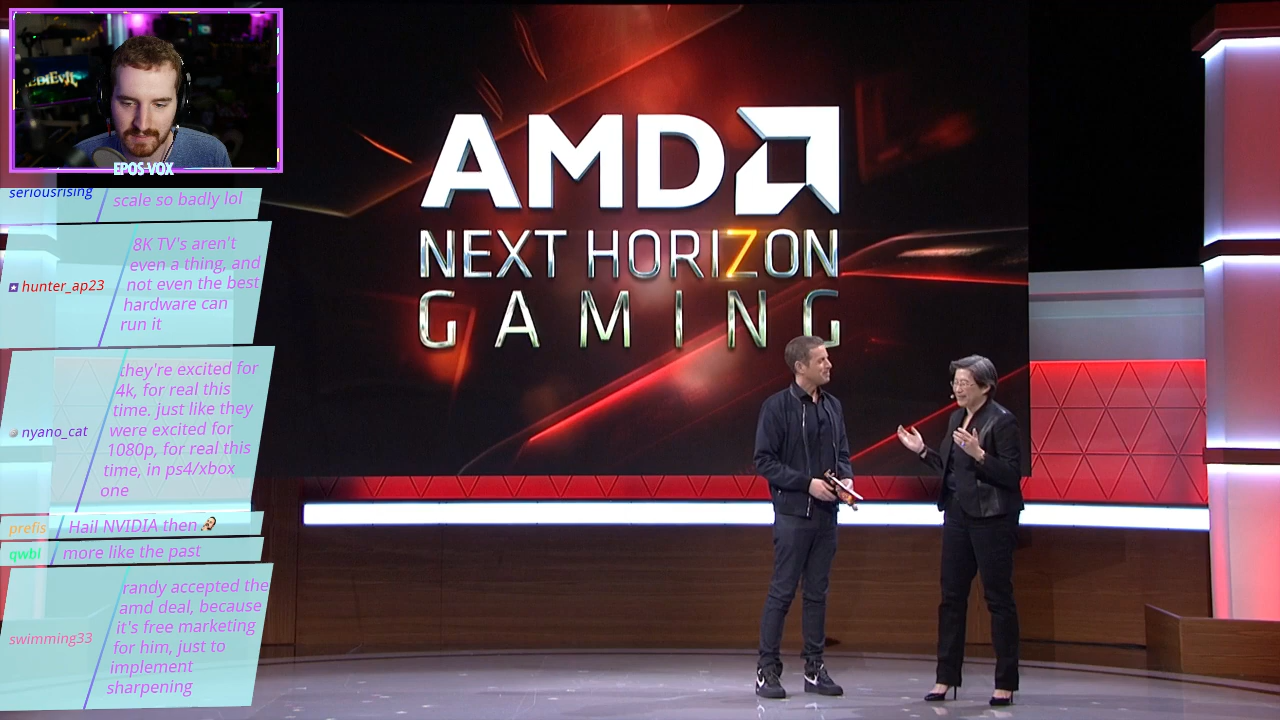 EDIEVIL
EPOS VOX
seriousrising
scale so badly lol
hunter_ap23
8K TV's aren't
even a thing, and
not even the best
hardware can
run it
nyano_cat
they're excited for
4k, for real this
time. just like they
were excited for
1080p, for real this
time, in ps4/xbox
one
prefis
Hail NVIDIA then
qwbl
more like the past
swimming33
randy accepted the
amd deal, because
it's free marketing
for him, just to
implement
sharpening
AMD
NEXT HORIZON
GAMING